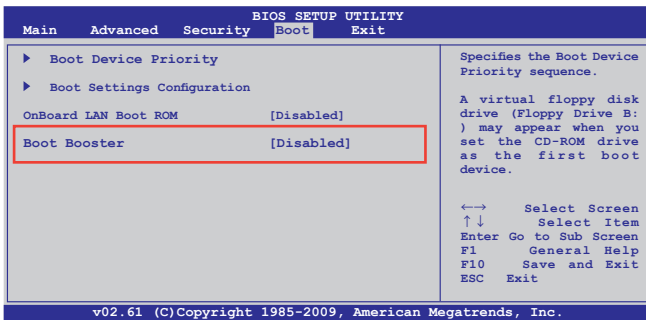 BIOS SETUP UTILITY
Main Advanced Security Boot Exit
Boot Device Priority
Boot Settings Configuration
OnBoard LAN Boot ROM [Disabled]
Boot Booster [Disabled]
Specifies the Boot Device
Priority sequence.
A virtual floppy disk
drive (Floppy Drive B:
) may appear when you
set the CD-ROM drive
as the first boot
device.
←→ Select Screen
↑↓ Select Item
Enter Go to Sub Screen
F1 General Help
F10 Save and Exit
ESC Exit
v02.61 (C)Copyright 1985-2009, American Megatrends, Inc.